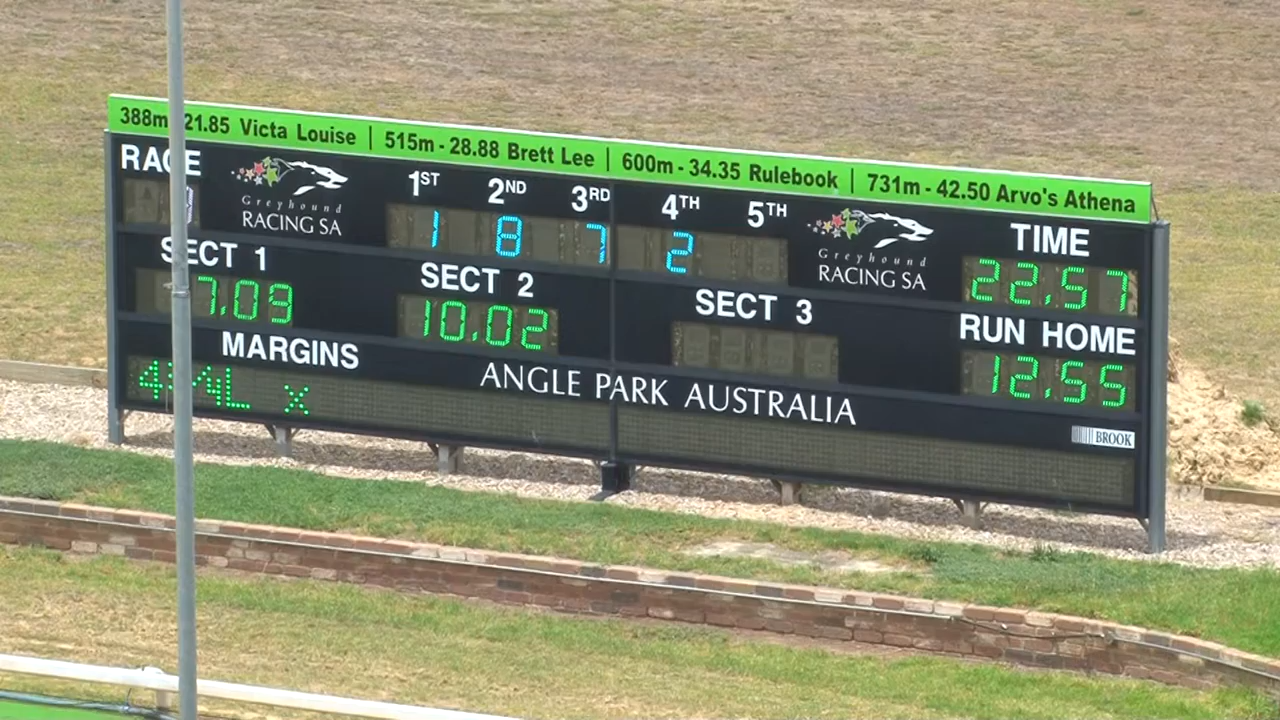 388m 21.85 Victa Louise | 515m - 28.88 Brett Lee | 600m - 34.35 Rulebook | 731m - 42.50 Arvo's Athena
RACE
Greyhound
RACING SA
1ST 2ND 3RD 4TH 5TH
1 8 7 2
Greyhound
RACING SA
TIME
22.57
SECT 1
7.09
SECT 2
10.02
SECT 3
RUN HOME
12.55
MARGINS
x
ANGLE PARK AUSTRALIA
BROOK